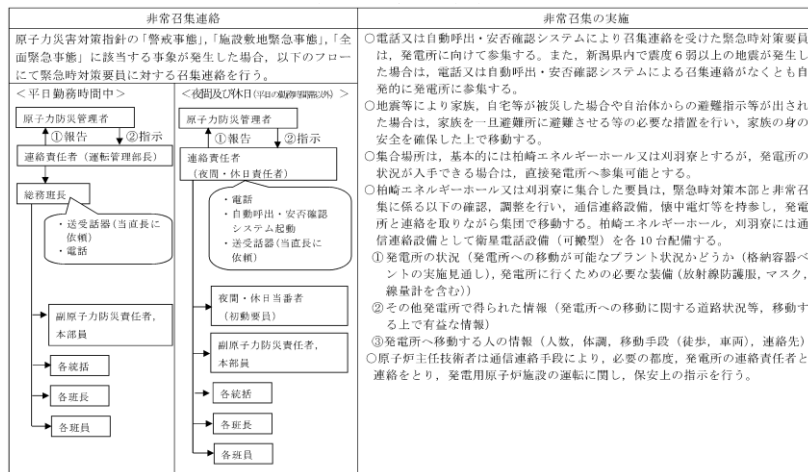 非常召集連絡
原子力災害対策指針の「警戒事態」，「施設敷地緊急事態」，「全
面緊急事態」に該当する事象が発生した場合，以下のフロー
にて緊急時対策要員に対する召集連絡を行う。
＜平日勤務時間中＞
原子力防災管理者
①報告
②指示
連絡責任者（運転管理部長）
総務班長
・送受話器（当直長に
依頼）
・電話
副原子力防災責任者，
本部員
各統括
各班長
各班員
＜夜間及び休日（平日の勤務時間帯以外）＞
原子力防災管理者
①報告
②指示
連絡責任者
（夜間・休日責任者）
・電話
・自動呼出・安否確認
システム起動
・送受話器（当直長に
依頼）
夜間・休日当番者
（初動要員）
副原子力防災責任者，
本部員
各統括
各班長
各班員
非常召集の実施
○電話又は自動呼出・安否確認システムにより召集連絡を受けた緊急時対策要員
は，発電所に向けて参集する。また，新潟県内で震度6弱以上の地震が発生し
た場合は，電話又は自動呼出・安否確認システムによる召集連絡がなくとも自
発的に発電所に参集する。
○地震等により家族，自宅等が被災した場合や自治体からの避難指示等が出され
た場合は，家族を一旦避難所に避難させる等の必要な措置を行い，家族の身の
安全を確保した上で移動する。
○集合場所は，基本的には柏崎エネルギーホール又は刈羽寮とするが，発電所の
状況が入手できる場合は，直接発電所へ参集可能とする。
○柏崎エネルギーホール又は刈羽寮に集合した要員は，緊急時対策本部と非常召
集に係る以下の確認，調整を行い，通信連絡設備，懐中電灯等を持参し，発電
所と連絡を取りながら集団で移動する。柏崎エネルギーホール，刈羽寮には通
信連絡設備として衛星電話設備（可搬型）を各10台配備する。
①発電所の状況（発電所への移動が可能なプラント状況かどうか（格納容器ベ
ントの実施見通し），発電所に行くための必要な装備（放射線防護服，マスク，
線量計を含む））
②その他発電所で得られた情報（発電所への移動に関する道路状況等，移動す
る上で有益な情報）
③発電所へ移動する人の情報（人数，体調，移動手段（徒歩，車両），連絡先）
○原子炉主任技術者は通信連絡手段により，必要の都度，発電所の連絡責任者と
連絡をとり，発電用原子炉施設の運転に関し，保安上の指示を行う。